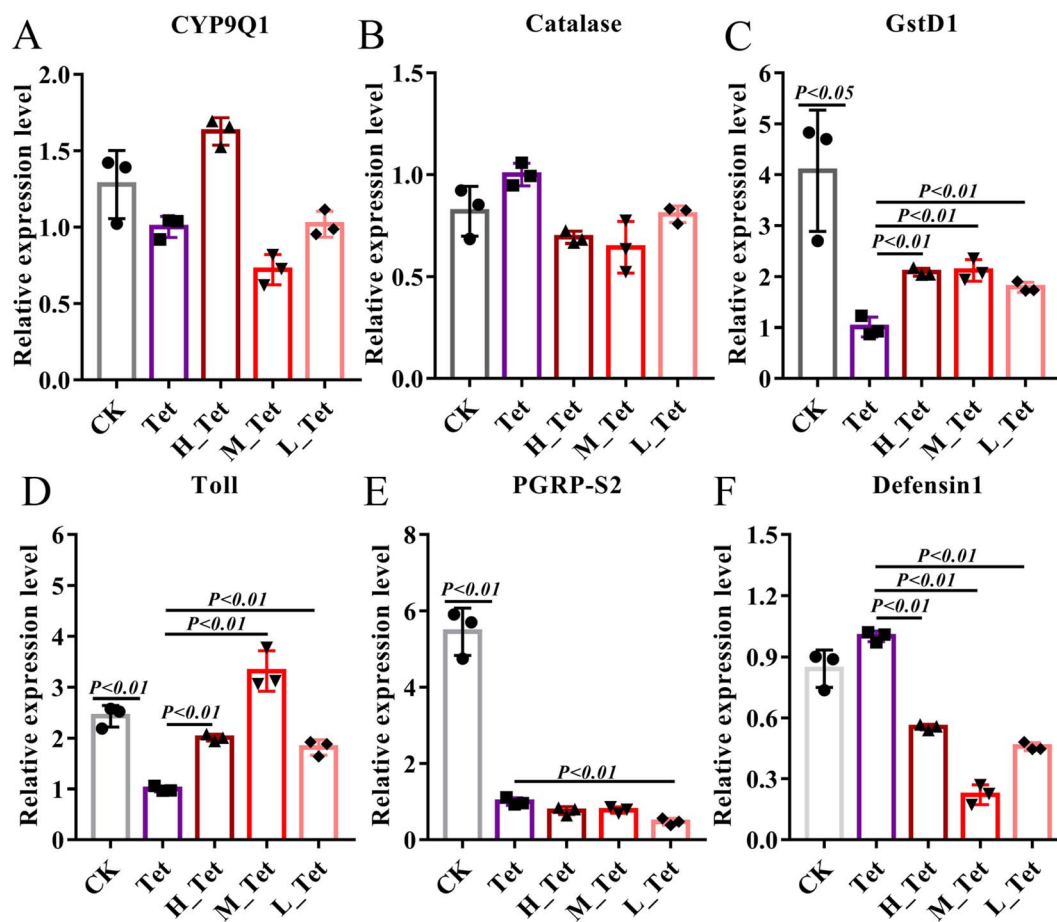 A
CYP9Q1
Relative expression level
2.0
1.5
1.0
0.5
0.0
CK
Tet
H_Tet
M_Tet
L_Tet
B
Catalase
Relative expression level
1.5
1.0
0.5
0.0
CK
Tet
H_Tet
M_Tet
L_Tet
C
GstD1
Relative expression level
6
5
4
3
2
1
0
P<0.05
P<0.01
P<0.01
P<0.01
CK
Tet
H_Tet
M_Tet
L_Tet
D
Toll
Relative expression level
6
5
4
3
2
1
0
P<0.01
P<0.01
P<0.01
P<0.01
CK
Tet
H_Tet
M_Tet
L_Tet
E
PGRP-S2
Relative expression level
8
6
4
2
0
P<0.01
P<0.01
CK
Tet
H_Tet
M_Tet
L_Tet
F
Defensin1
Relative expression level
1.5
1.2
0.9
0.6
0.3
0.0
P<0.01
P<0.01
P<0.01
CK
Tet
H_Tet
M_Tet
L_Tet